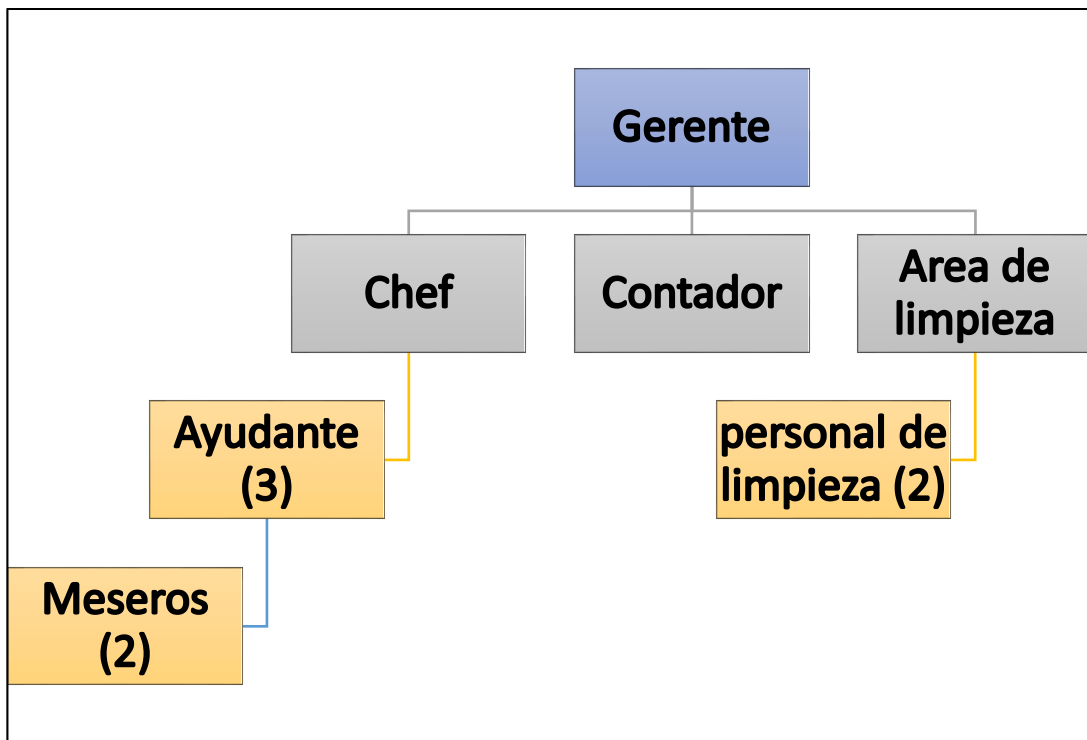 Gerente
Chef
Contador
Area de
limpieza
Ayudante
(3)
personal de
limpieza (2)
Meseros
(2)